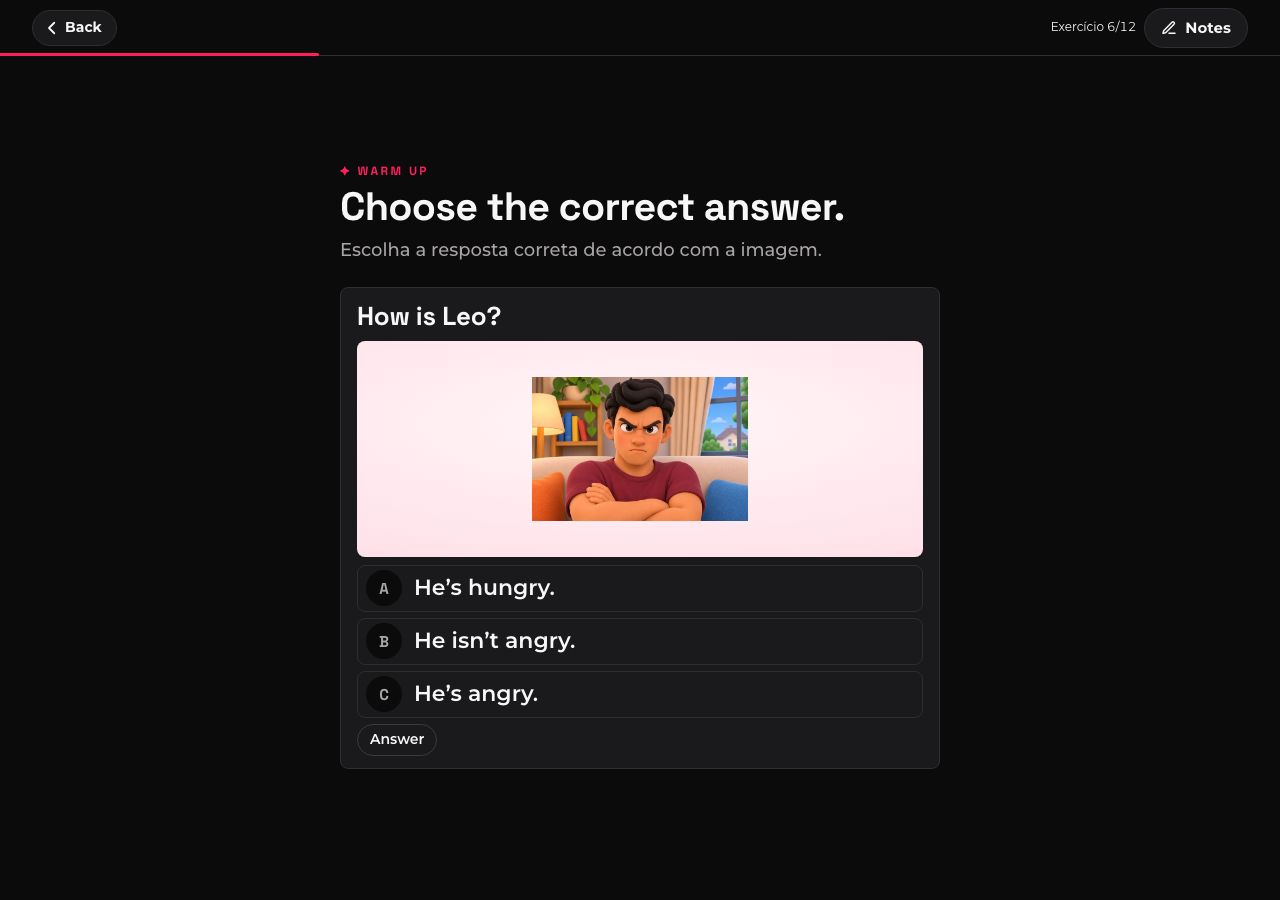 Back
Exercício 6/12
Notes
WARM UP
Choose the correct answer.
Escolha a resposta correta de acordo com a imagem.
How is Leo?
A He’s hungry.
B He isn’t angry.
C He’s angry.
Answer